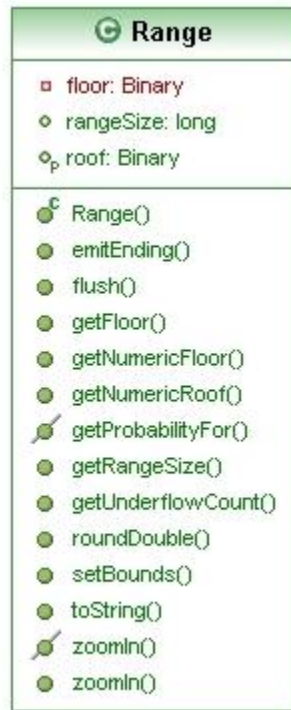 C Range
floor: Binary
rangeSize: long
P roof: Binary
C Range()
emitEnding()
flush()
getFloor()
getNumericFloor()
getNumericRoof()
getProbabilityFor()
getRangeSize()
getUnderflowCount()
roundDouble()
setBounds()
toString()
zoomIn()
zoomIn()